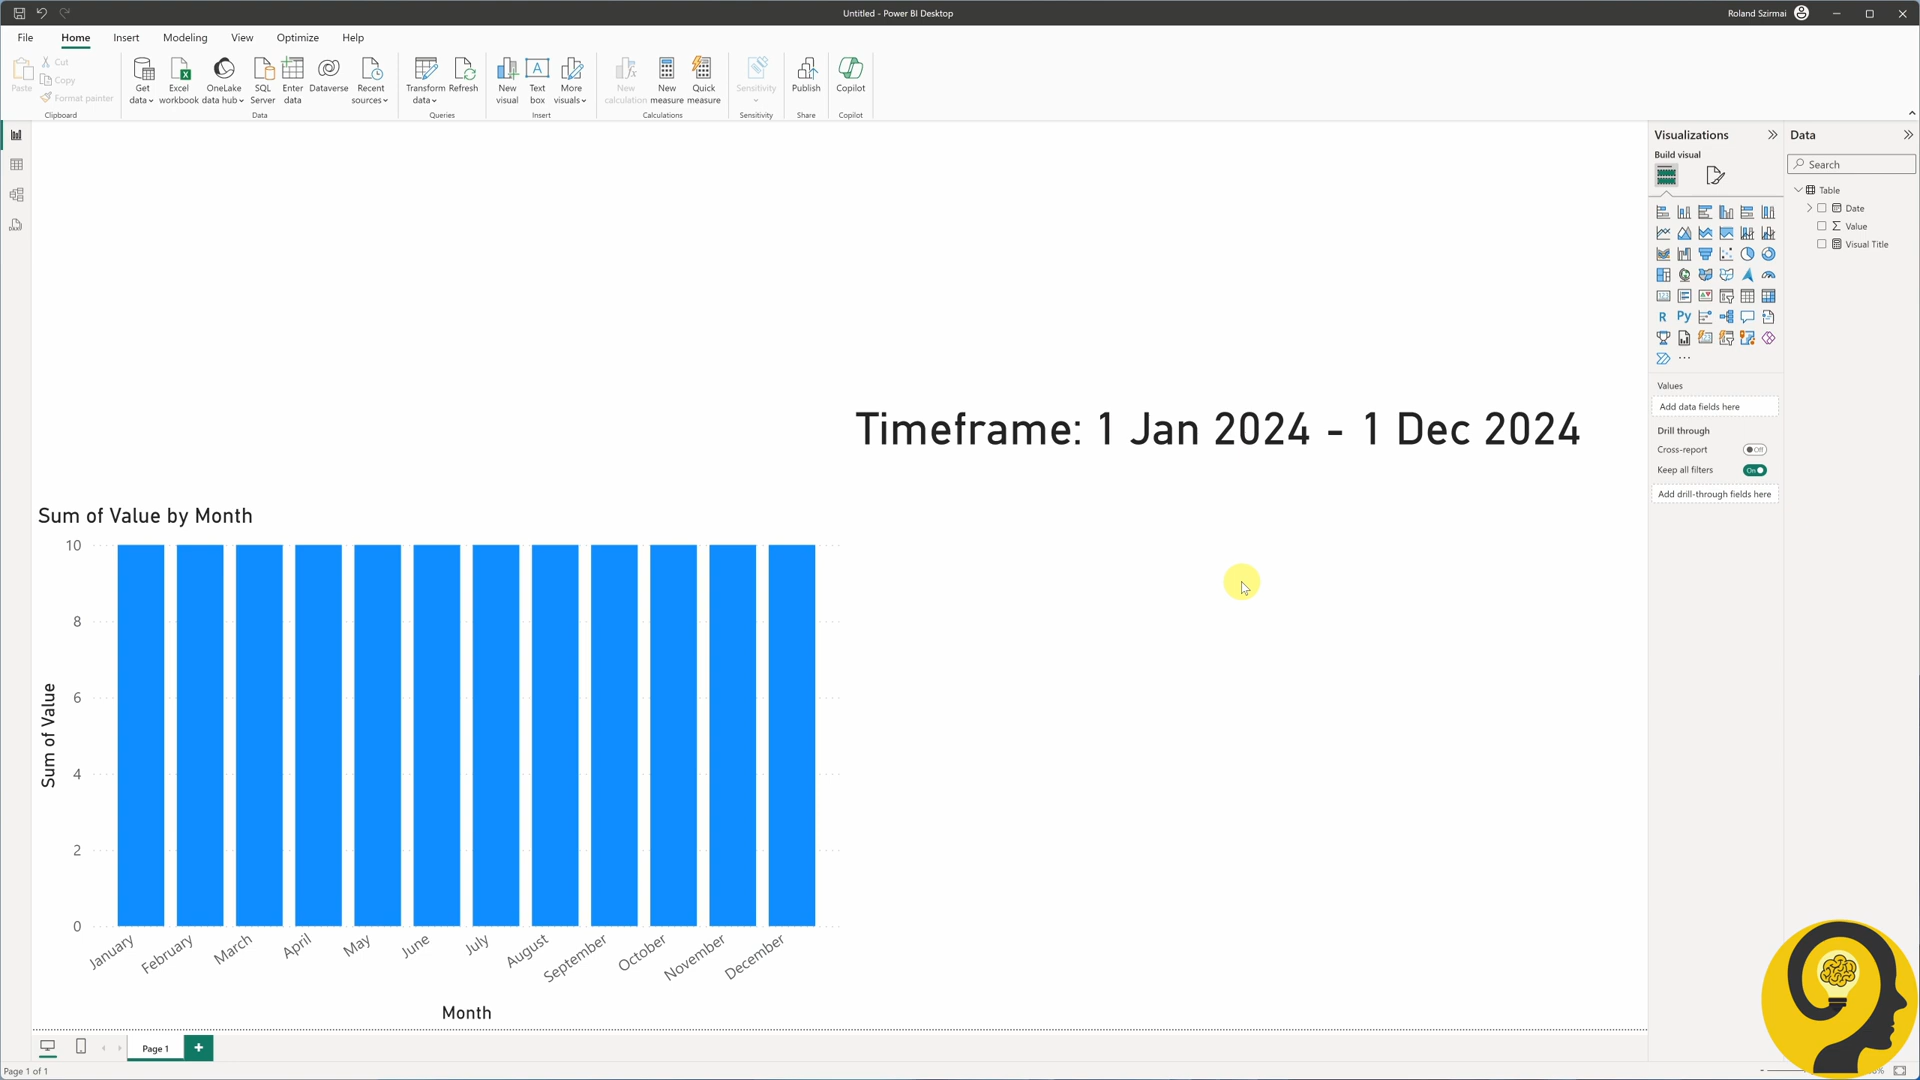 Untitled - Power BI Desktop
Roland Szirmai
File Home Insert Modeling View Optimize Help
Paste
Cut
Copy
Format painter
Clipboard
Get data
Excel workbook
OneLake data hub
SQL Server
Enter data
Dataverse
Recent sources
Data
Transform data
Refresh
Queries
New visual
Text box
More visuals
Insert
New calculation
New measure
Quick measure
Calculations
Sensitivity
Sensitivity
Publish
Share
Copilot
Copilot
Timeframe: 1 Jan 2024 - 1 Dec 2024
Sum of Value by Month
Sum of Value
10
8
6
4
2
0
January February March April May June July August September October November December
Month
Visualizations
Build visual
123
R Py
123
Values
Add data fields here
Drill through
Cross-report
Off
Keep all filters
On
Add drill-through fields here
Data
Search
Table
Date
Value
Visual Title
Page 1
Page 1 of 1